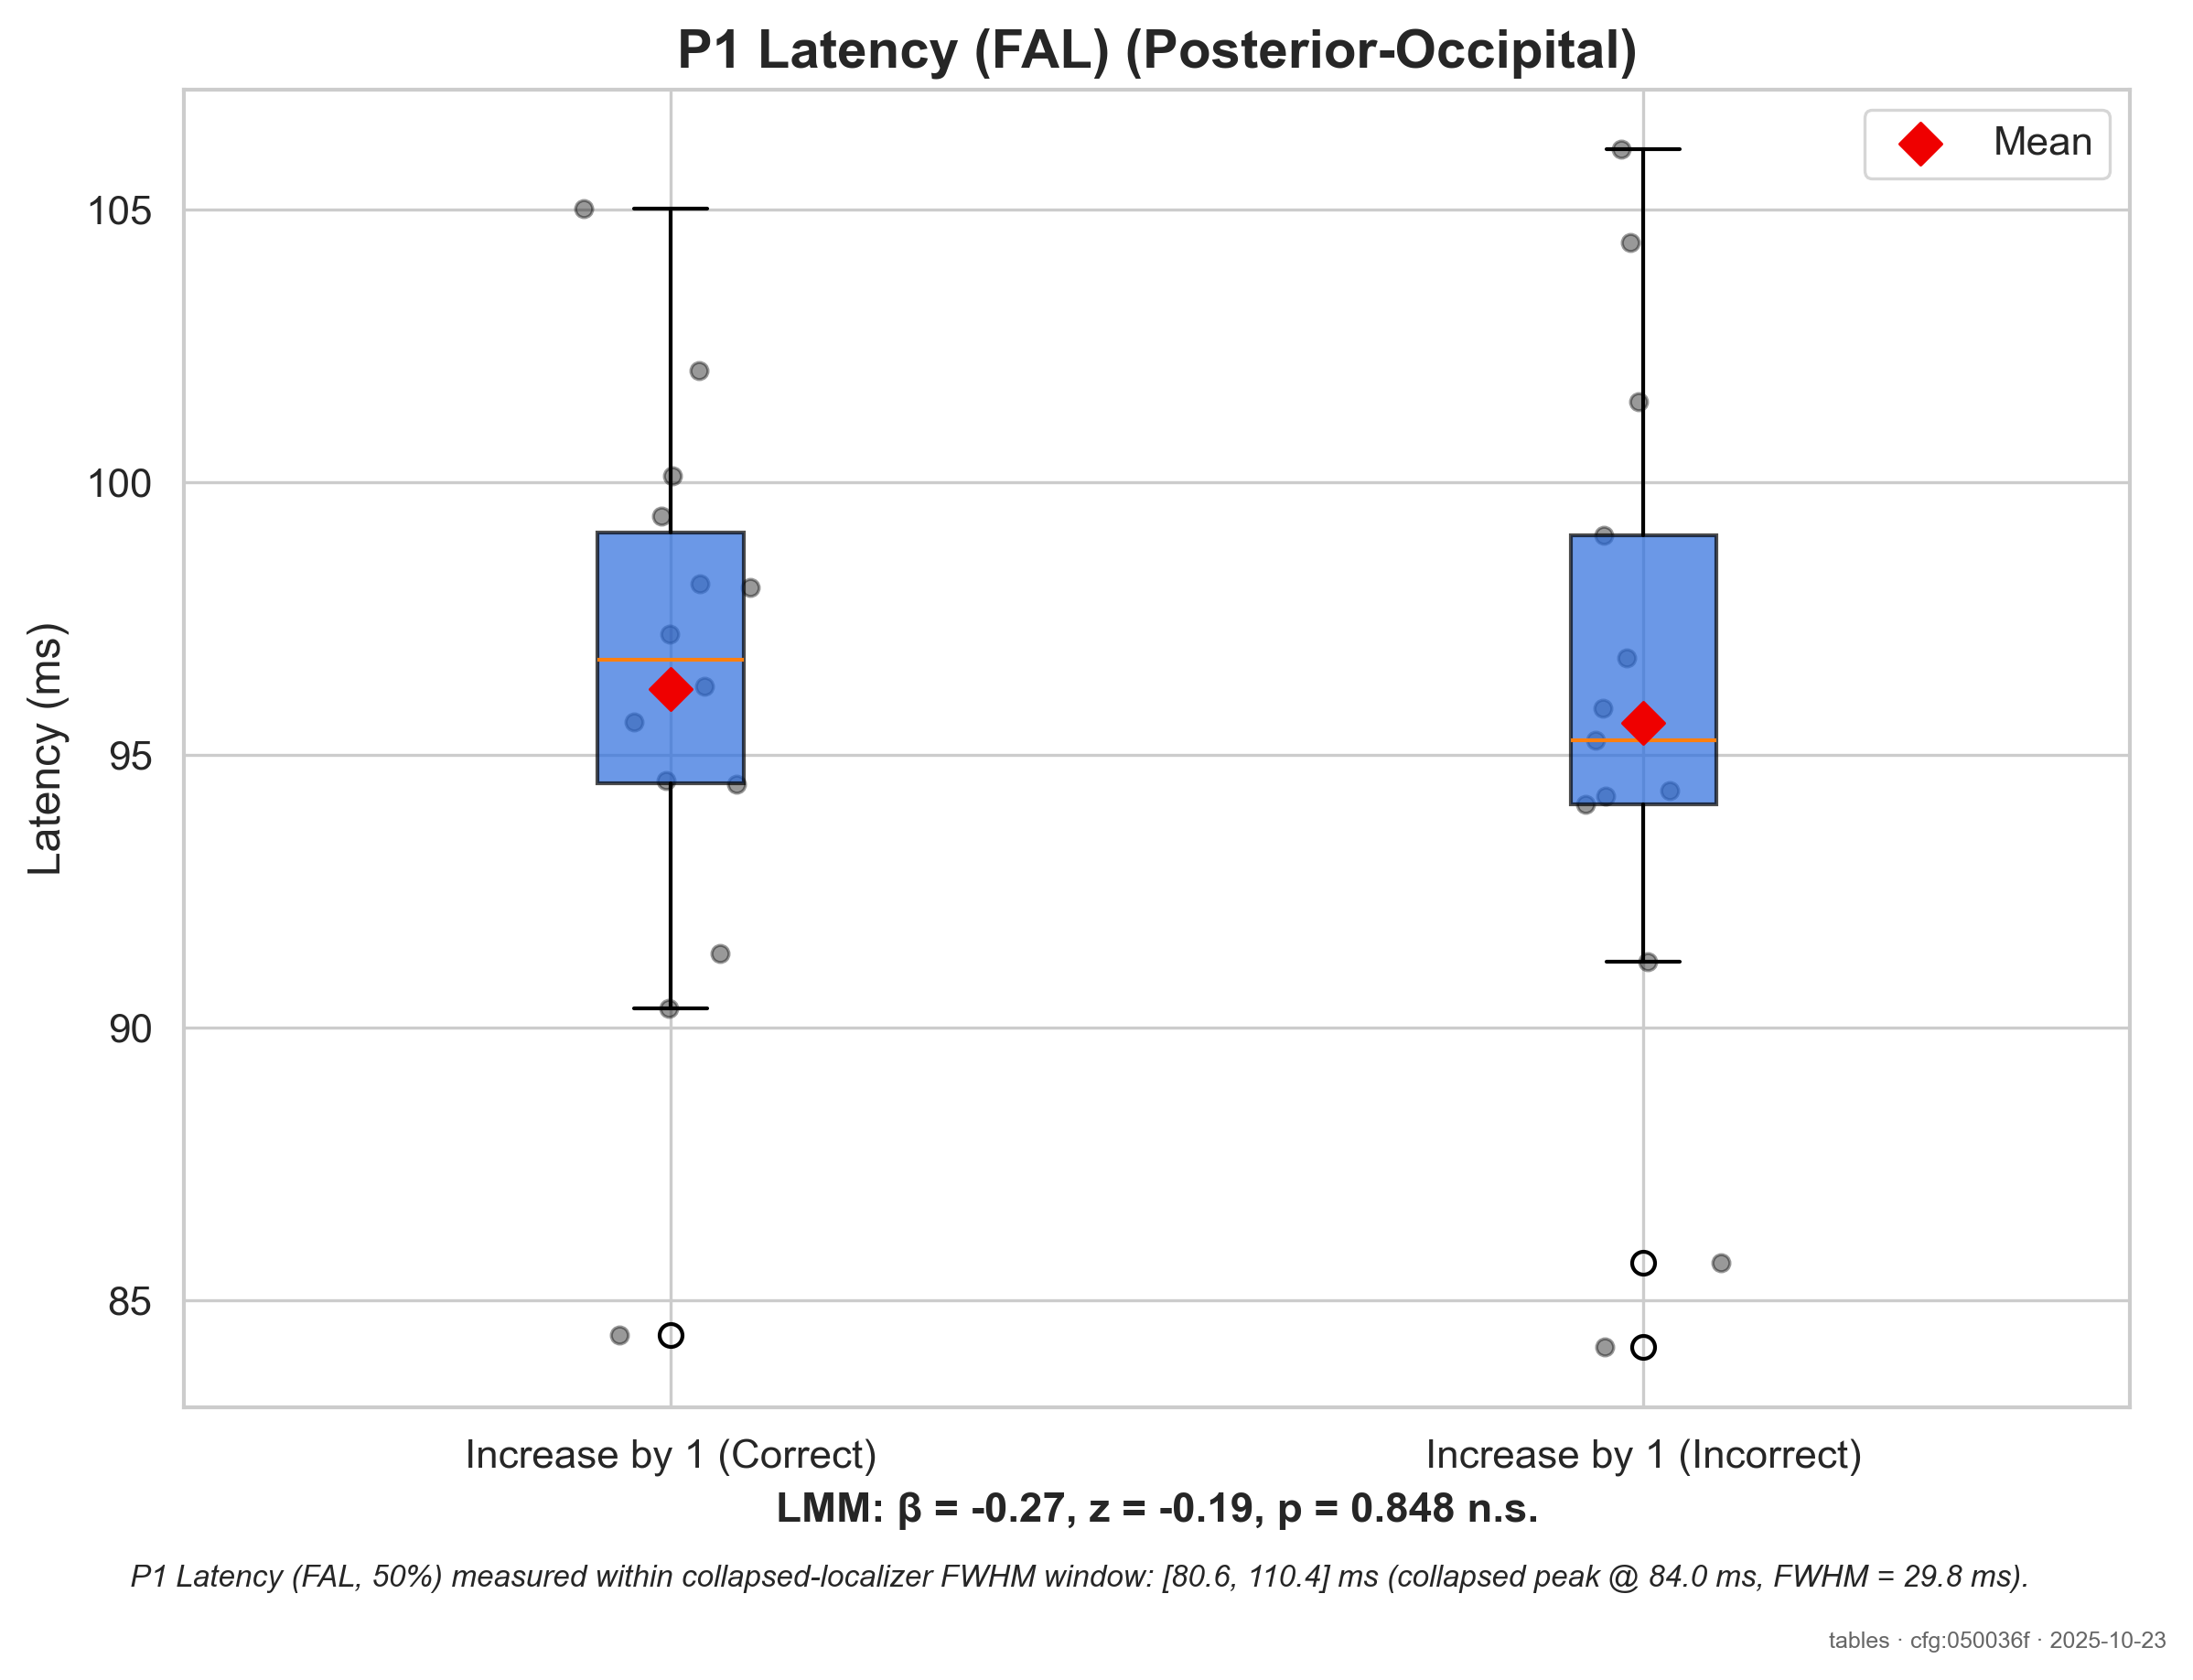 P1 Latency (FAL) (Posterior-Occipital)
Mean
Latency (ms)
105
100
95
90
85
Increase by 1 (Correct)
Increase by 1 (Incorrect)
LMM: β = -0.27, z = -0.19, p = 0.848 n.s.
P1 Latency (FAL, 50%) measured within collapsed-localizer FWHM window: [80.6, 110.4] ms (collapsed peak @ 84.0 ms, FWHM = 29.8 ms).
tables · cfg:050036f · 2025-10-23